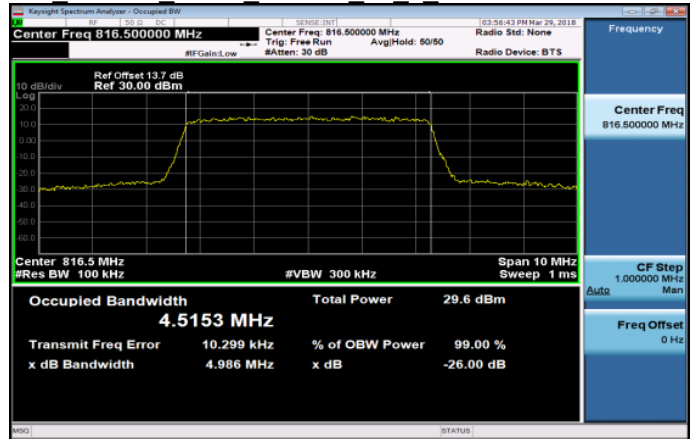 Keysight Spectrum Analyzer - Occupied BW
RF 50 Ω DC SENSE:INT 03:56:43 PM Mar 29, 2018
Center Freq 816.500000 MHz Center Freq: 816.500000 MHz Radio Std: None Frequency
Trig: Free Run Avg|Hold: 50/50
#IFGain:Low #Atten: 30 dB Radio Device: BTS
Ref Offset 13.7 dB
10 dB/div Ref 30.00 dBm
Log
20.0
10.0
0.00
-10.0
-20.0
-30.0
-40.0
-50.0
-60.0
Center Freq
816.500000 MHz
Center 816.5 MHz Span 10 MHz
#Res BW 100 kHz #VBW 300 kHz Sweep 1 ms
CF Step
1.000000 MHz
Auto Man
Occupied Bandwidth Total Power 29.6 dBm
4.5153 MHz
Transmit Freq Error 10.299 kHz % of OBW Power 99.00 %
x dB Bandwidth 4.986 MHz x dB -26.00 dB
Freq Offset
0 Hz
MSG STATUS